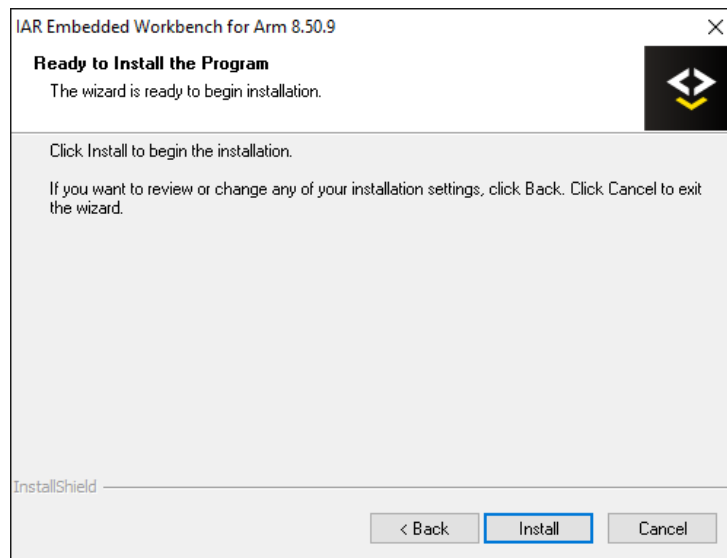 IAR Embedded Workbench for Arm 8.50.9
Ready to Install the Program
The wizard is ready to begin installation.
Click Install to begin the installation.
If you want to review or change any of your installation settings, click Back. Click Cancel to exit
the wizard.
InstallShield
< Back
Install
Cancel